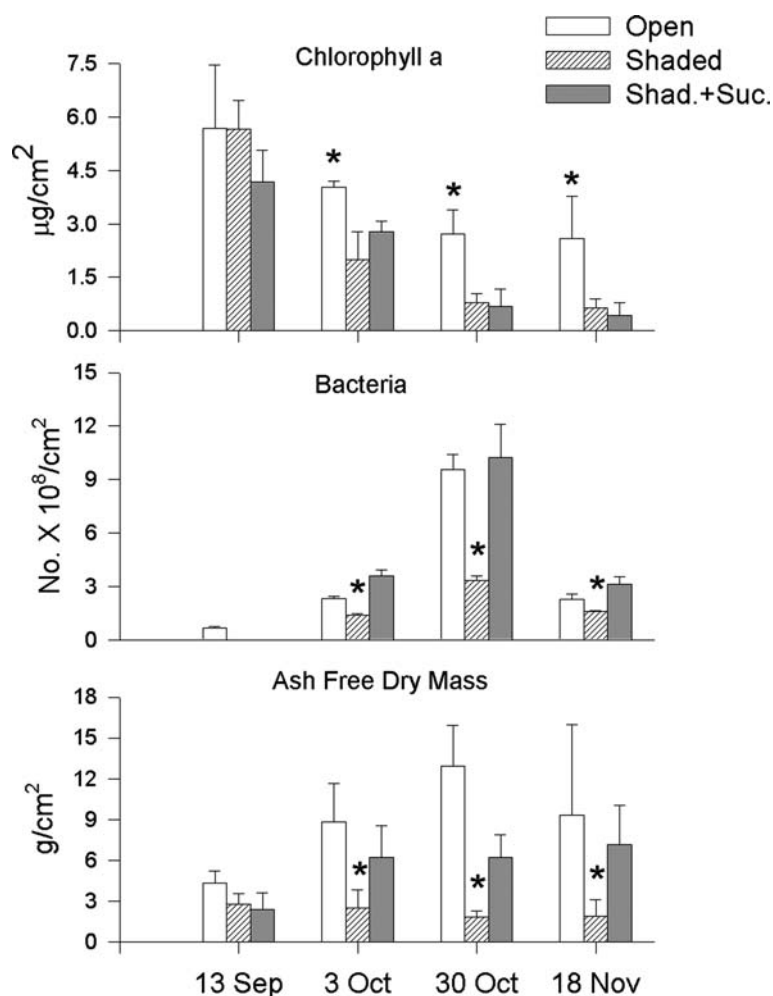 Open
Shaded
Shad.+Suc.
Chlorophyll a
7.5
6.0
4.5
3.0
1.5
0.0
µg/cm²
* * *
Bacteria
15
12
9
6
3
0
No. X 10⁸/cm²
* * *
Ash Free Dry Mass
18
15
12
9
6
3
0
g/cm²
* * *
13 Sep 3 Oct 30 Oct 18 Nov